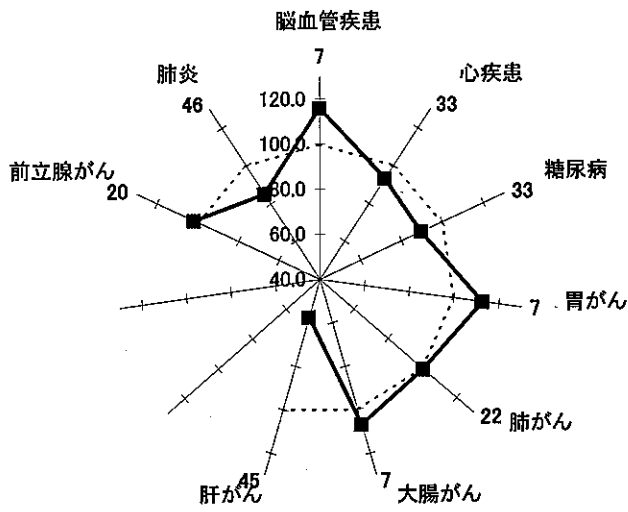 脳血管疾患
7
肺炎
46
心疾患
33
120.0
100.0
80.0
60.0
40.0
前立腺がん
20
糖尿病
33
胃がん
7
肺がん
22
大腸がん
7
肝がん
45